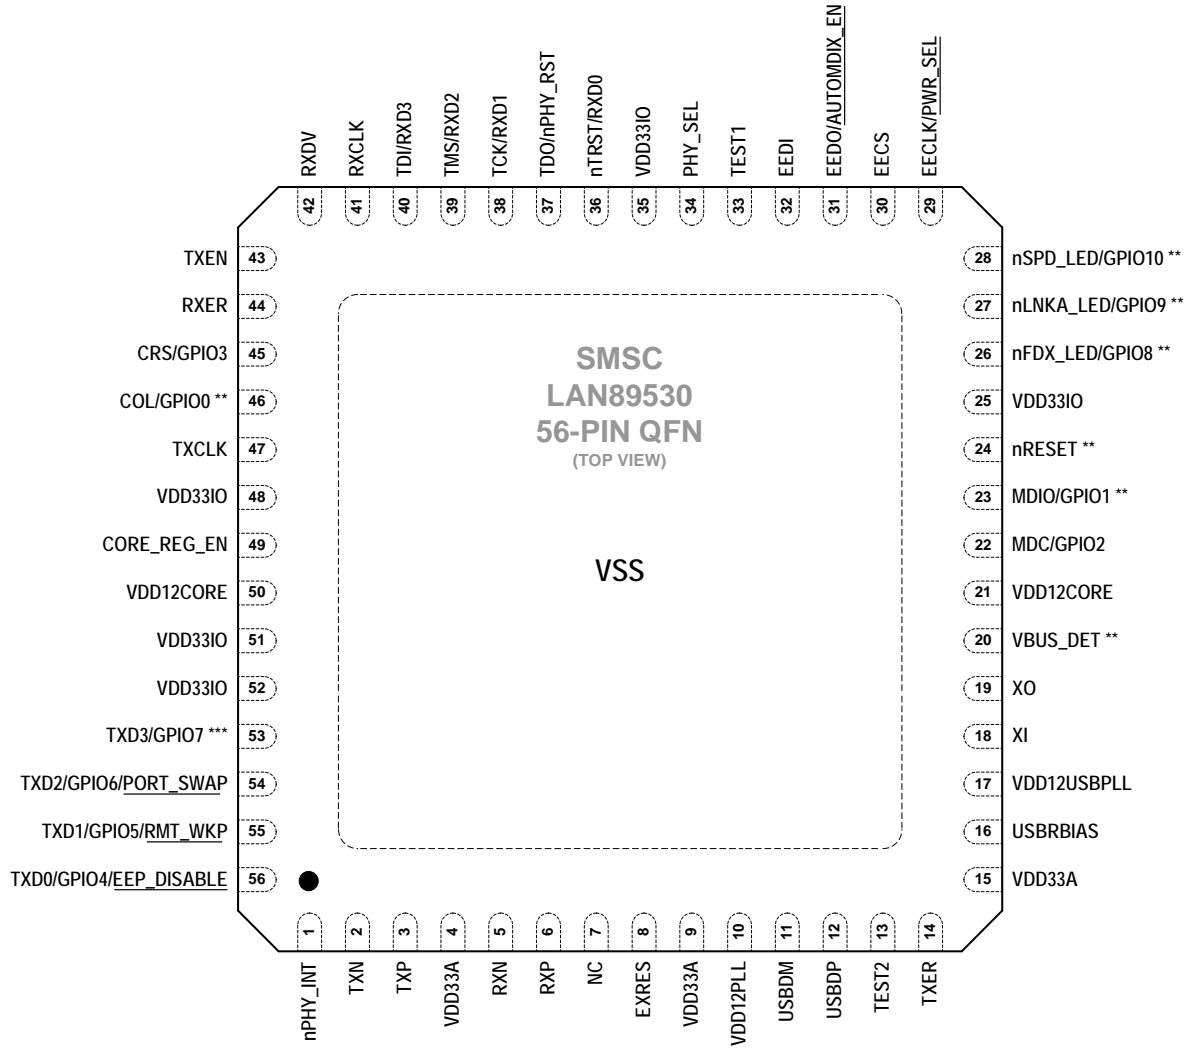 RXDV
RXCLK
TDI/RXD3
TMS/RXD2
TCK/RXD1
TDO/nPHY_RST
nTRST/RXD0
VDD33IO
PHY_SEL
TEST1
EEDI
EEDO/AUTOMDIX_EN
EECS
EECLK/PWR_SEL
42
41
40
39
38
37
36
35
34
33
32
31
30
29
TXEN 43
RXER 44
CRS/GPIO3 45
COL/GPIO0 ** 46
TXCLK 47
VDD33IO 48
CORE_REG_EN 49
VDD12CORE 50
VDD33IO 51
VDD33IO 52
TXD3/GPIO7 *** 53
TXD2/GPIO6/PORT_SWAP 54
TXD1/GPIO5/RMT_WKP 55
TXD0/GPIO4/EEP_DISABLE 56
SMSC
LAN89530
56-PIN QFN
(TOP VIEW)
VSS
28 nSPD_LED/GPIO10 **
27 nLNKA_LED/GPIO9 **
26 nFDX_LED/GPIO8 **
25 VDD33IO
24 nRESET **
23 MDIO/GPIO1 **
22 MDC/GPIO2
21 VDD12CORE
20 VBUS_DET **
19 XO
18 XI
17 VDD12USBPLL
16 USBRBIAS
15 VDD33A
1
2
3
4
5
6
7
8
9
10
11
12
13
14
nPHY_INT
TXN
TXP
VDD33A
RXN
RXP
NC
EXRES
VDD33A
VDD12PLL
USBDM
USBDP
TEST2
TXER